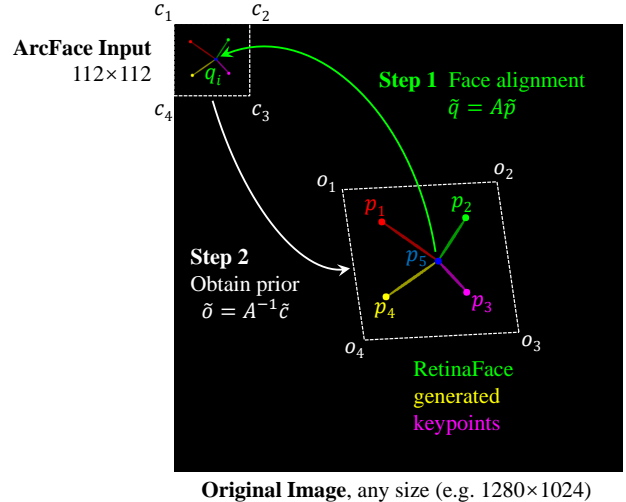 c₁
c₂
ArcFace Input
112×112
qᵢ
c₄
c₃
Step 1 Face alignment
q̃ = Ap̃
o₁
o₂
p₁
p₂
Step 2
Obtain prior
õ = A⁻¹c̃
p₅
p₄
p₃
o₄
o₃
RetinaFace
generated
keypoints
Original Image, any size (e.g. 1280×1024)